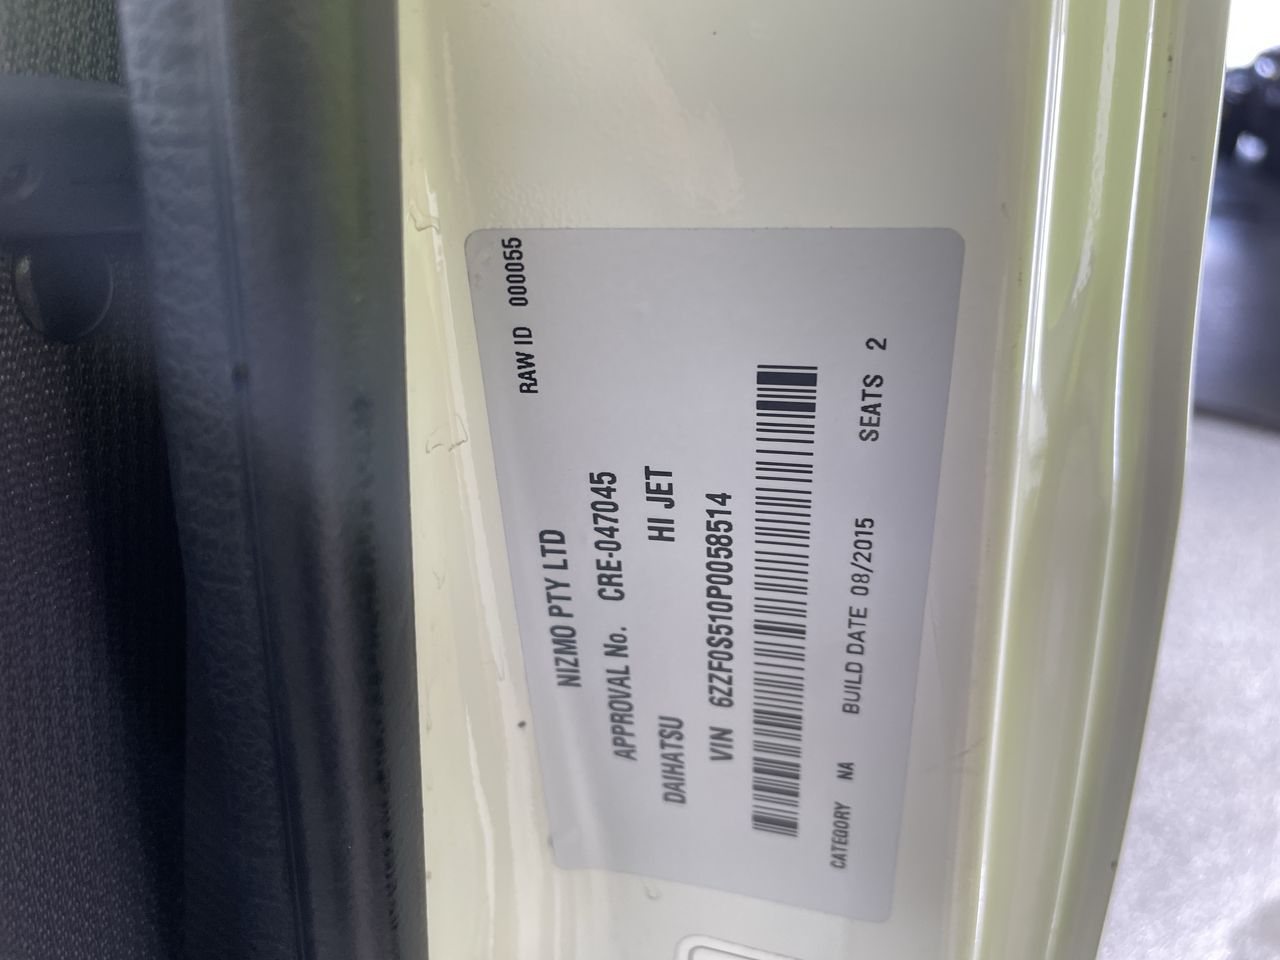 RAW ID 000055
NIZMO PTY LTD
APPROVAL No. CRE-047045
DAIHATSU HI JET
VIN 6ZZF0S510P0058514
CATEGORY NA BUILD DATE 08/2015 SEATS 2